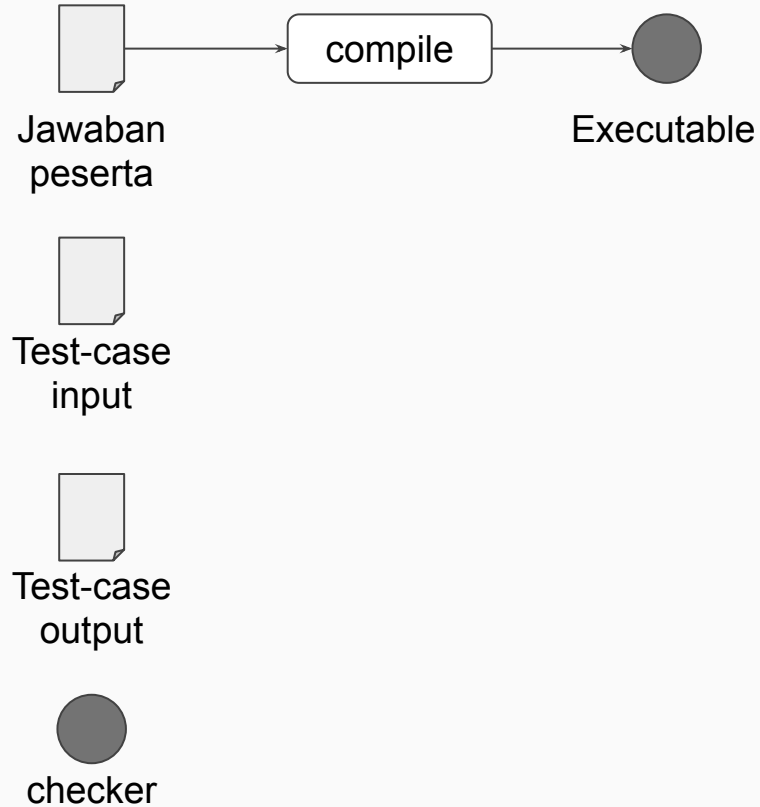 compile
Jawaban
peserta
Executable
Test-case
input
Test-case
output
checker